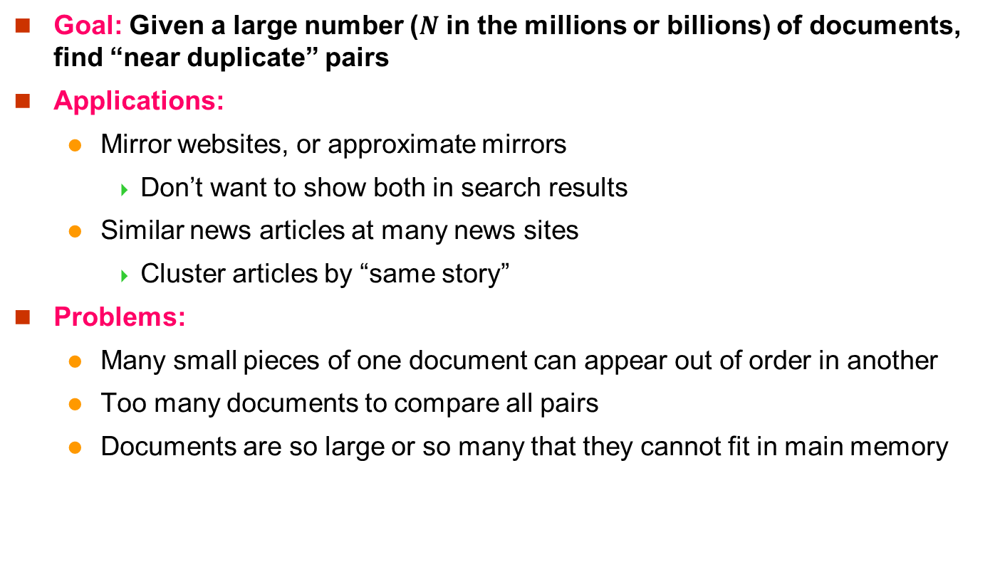 Goal: Given a large number (N in the millions or billions) of documents,
find “near duplicate” pairs
Applications:
Mirror websites, or approximate mirrors
Don’t want to show both in search results
Similar news articles at many news sites
Cluster articles by “same story”
Problems:
Many small pieces of one document can appear out of order in another
Too many documents to compare all pairs
Documents are so large or so many that they cannot fit in main memory